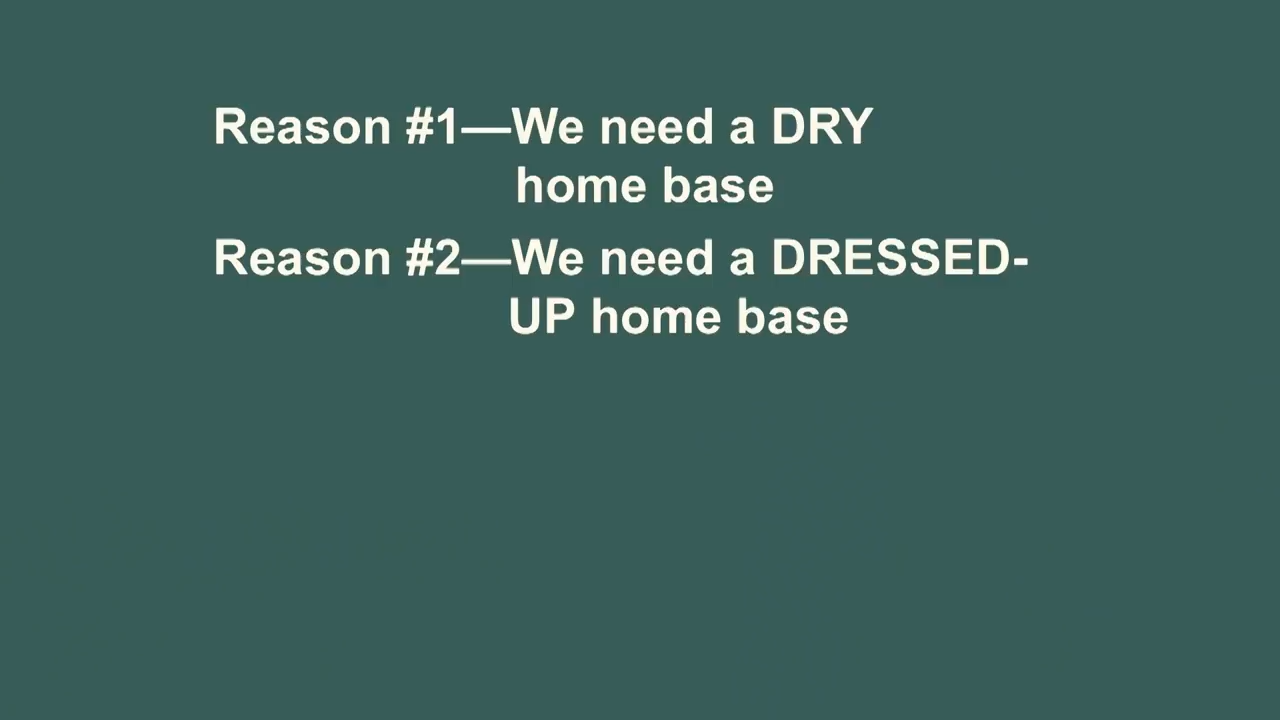 Reason #1—We need a DRY
home base
Reason #2—We need a DRESSED-
UP home base